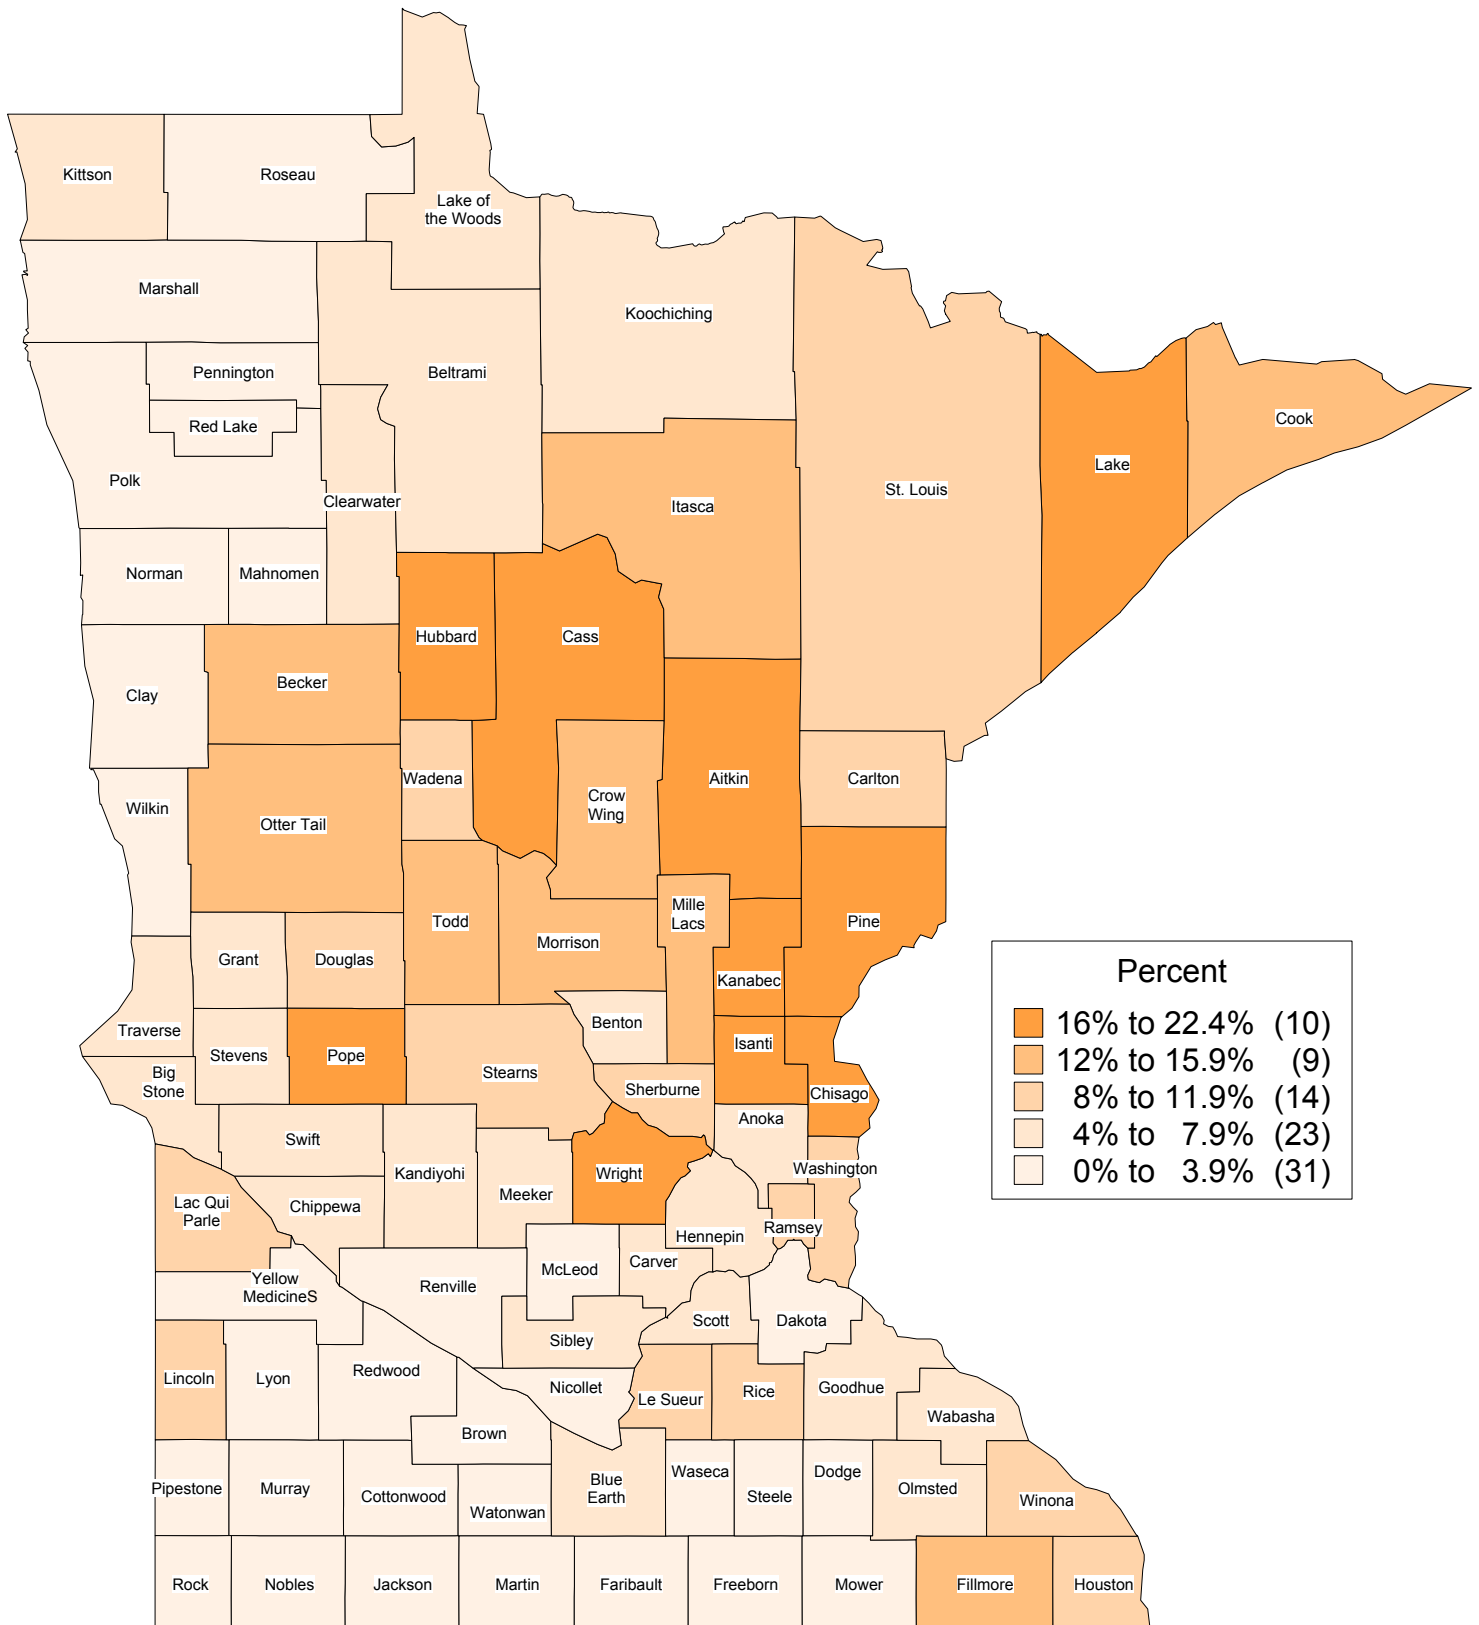 Kittson
Roseau
Lake of
the Woods
Marshall
Koochiching
Pennington
Beltrami
Red Lake
Cook
Lake
Polk
St. Louis
Clearwater
Itasca
Norman
Mahnomen
Hubbard
Cass
Becker
Clay
Wadena
Aitkin
Carlton
Crow
Wing
Wilkin
Otter Tail
Mille
Lacs
Todd
Pine
Morrison
Grant
Douglas
Kanabec
Percent
16% to 22.4% (10)
12% to 15.9% (9)
8% to 11.9% (14)
4% to 7.9% (23)
0% to 3.9% (31)
Benton
Traverse
Isanti
Stevens
Pope
Stearns
Big
Stone
Sherburne
Chisago
Anoka
Swift
Washington
Kandiyohi
Wright
Meeker
Lac Qui
Parle
Chippewa
Ramsey
Hennepin
Carver
McLeod
Yellow
MedicineS
Renville
Scott
Dakota
Sibley
Lincoln
Lyon
Redwood
Nicollet
Le Sueur
Rice
Goodhue
Wabasha
Brown
Waseca
Dodge
Blue
Earth
Pipestone
Murray
Cottonwood
Steele
Olmsted
Winona
Watonwan
Rock
Nobles
Jackson
Martin
Faribault
Freeborn
Mower
Fillmore
Houston